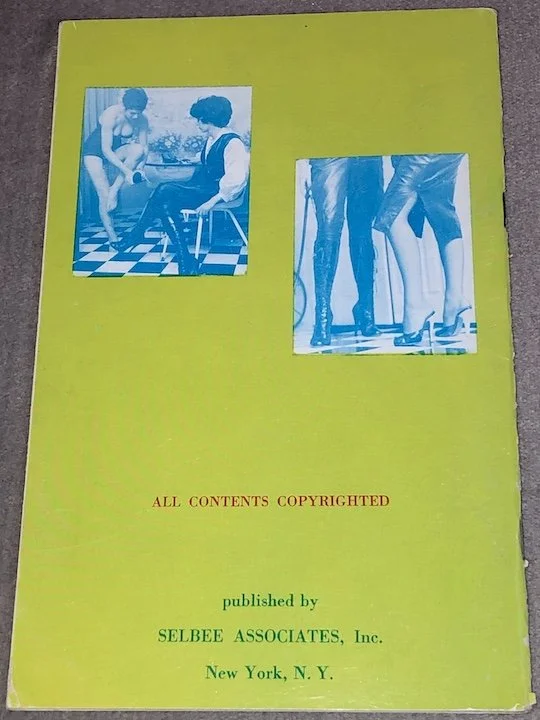 ALL CONTENTS COPYRIGHTED
published by
SELBEE ASSOCIATES, Inc.
New York, N. Y.